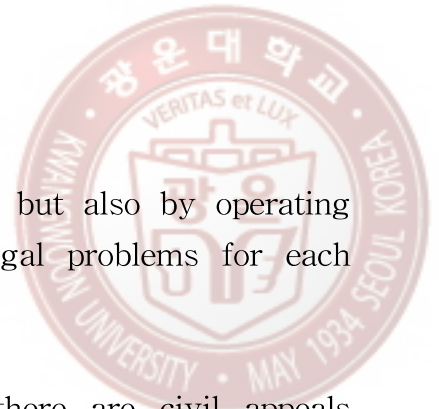 광운대학교
VERITAS et LUX
but also by operating
gal problems for each
KWANGWOON UNIVERSITY • MAY 1934 SEOUL KOREA
there are civil appeals